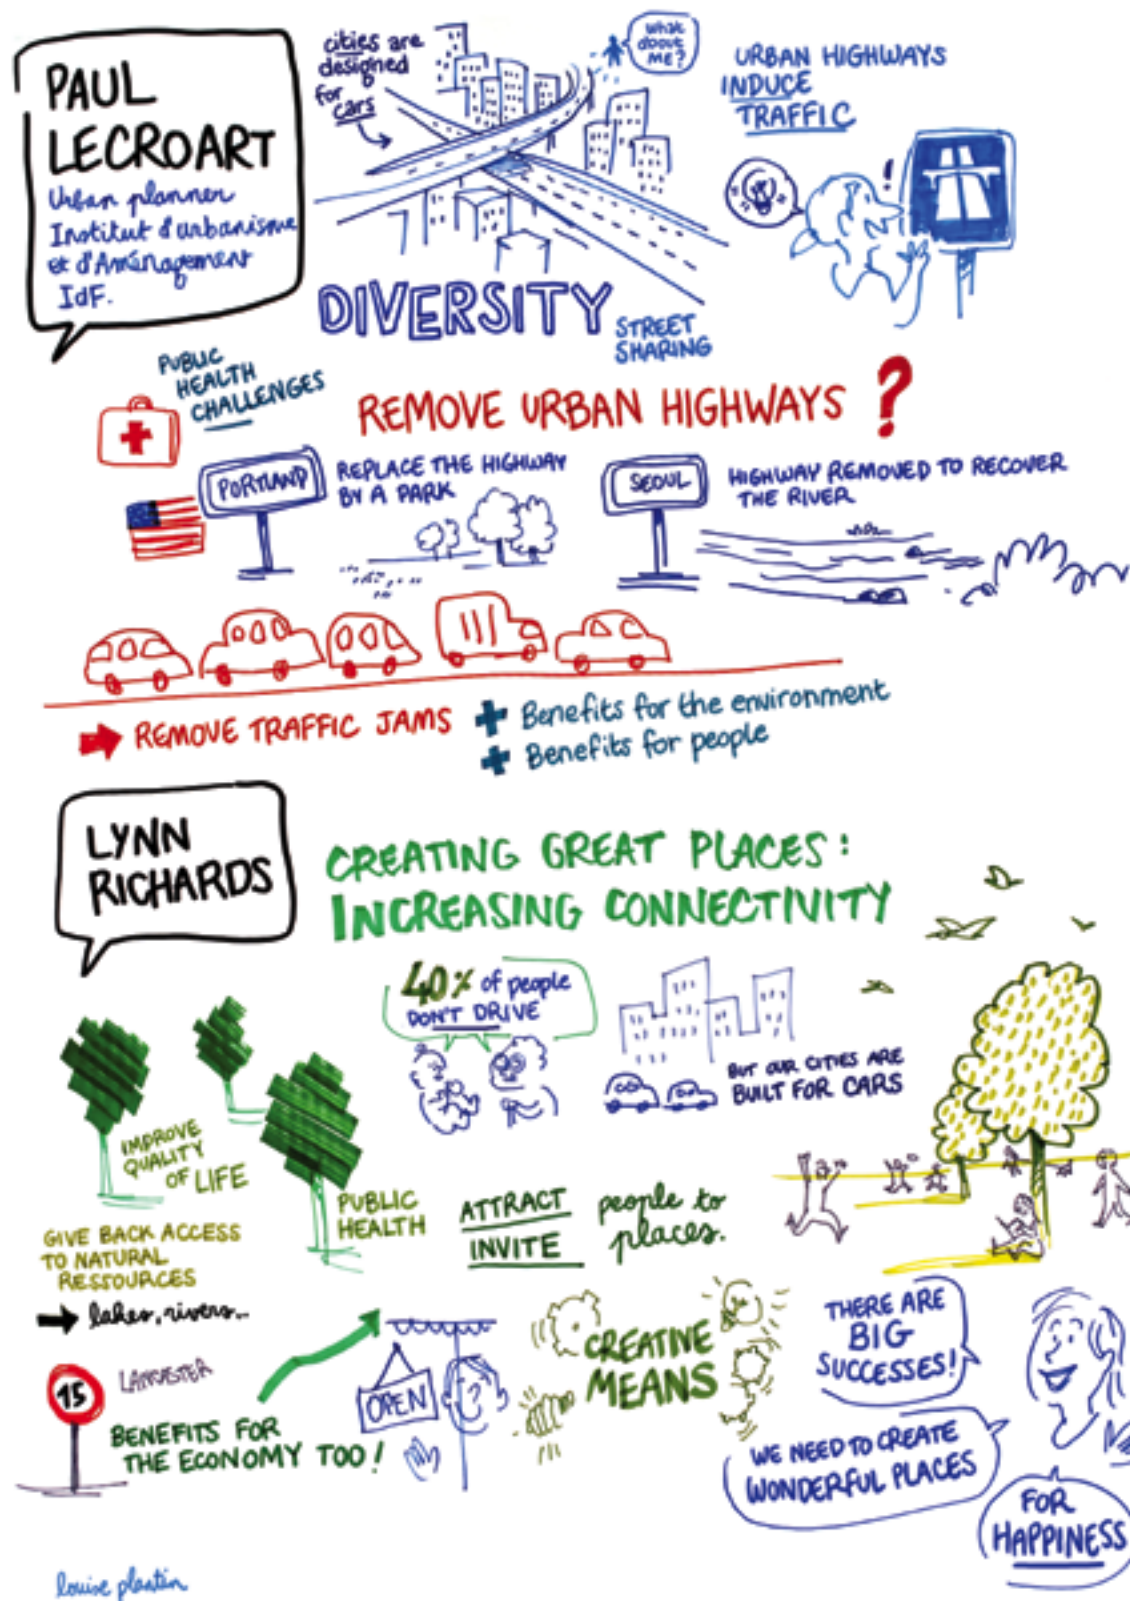 PAUL
LECROART
Urban planner
Institut d'urbanisme
et d'Aménagement
IdF.
cities are
designed
for
cars
What
about
ME?
URBAN HIGHWAYS
INDUCE
TRAFFIC
!
DIVERSITY
STREET
SHARING
PUBLIC
HEALTH
CHALLENGES
REMOVE URBAN HIGHWAYS ?
PORTLAND
REPLACE THE HIGHWAY
BY A PARK
SEOUL
HIGHWAY REMOVED TO RECOVER
THE RIVER
REMOVE TRAFFIC JAMS
+ Benefits for the environment
+ Benefits for people
LYNN
RICHARDS
CREATING GREAT PLACES :
INCREASING CONNECTIVITY
40% of people
DON'T DRIVE
BUT OUR CITIES ARE
BUILT FOR CARS
IMPROVE
QUALITY
OF LIFE
PUBLIC
HEALTH
GIVE BACK ACCESS
TO NATURAL
RESSOURCES
→ lakes, rivers...
ATTRACT
INVITE
people to
places.
15
LANCASTER
BENEFITS FOR
THE ECONOMY TOO !
OPEN
CREATIVE
MEANS
THERE ARE
BIG
SUCCESSES!
WE NEED TO CREATE
WONDERFUL PLACES
FOR
HAPPINESS
louise plantin